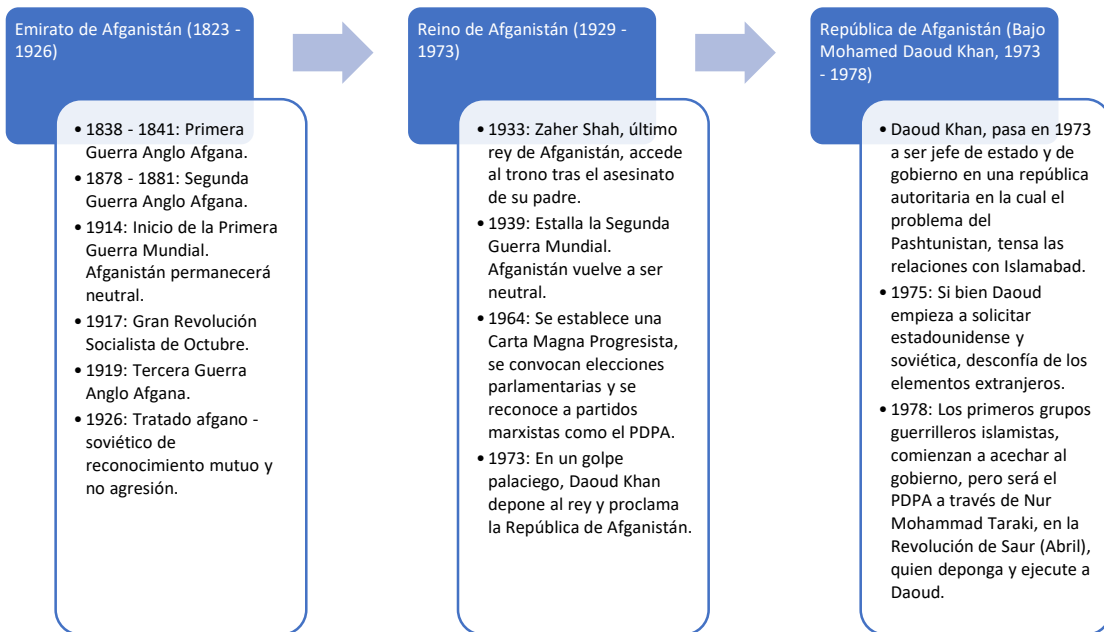 Emirato de Afganistán (1823 -
1926)
• 1838 - 1841: Primera
Guerra Anglo Afgana.
• 1878 - 1881: Segunda
Guerra Anglo Afgana.
• 1914: Inicio de la Primera
Guerra Mundial.
Afganistán permanecerá
neutral.
• 1917: Gran Revolución
Socialista de Octubre.
• 1919: Tercera Guerra
Anglo Afgana.
• 1926: Tratado afgano -
soviético de
reconocimiento mutuo y
no agresión.
Reino de Afganistán (1929 -
1973)
• 1933: Zaher Shah, último
rey de Afganistán, accede
al trono tras el asesinato
de su padre.
• 1939: Estalla la Segunda
Guerra Mundial.
Afganistán vuelve a ser
neutral.
• 1964: Se establece una
Carta Magna Progresista,
se convocan elecciones
parlamentarias y se
reconoce a partidos
marxistas como el PDPA.
• 1973: En un golpe
palaciego, Daoud Khan
depone al rey y proclama
la República de Afganistán.
República de Afganistán (Bajo
Mohamed Daoud Khan, 1973
- 1978)
• Daoud Khan, pasa en 1973
a ser jefe de estado y de
gobierno en una república
autoritaria en la cual el
problema del
Pashtunistan, tensa las
relaciones con Islamabad.
• 1975: Si bien Daoud
empieza a solicitar
estadounidense y
soviética, desconfía de los
elementos extranjeros.
• 1978: Los primeros grupos
guerrilleros islamistas,
comienzan a acechar al
gobierno, pero será el
PDPA a través de Nur
Mohammad Taraki, en la
Revolución de Saur (Abril),
quien deponga y ejecute a
Daoud.